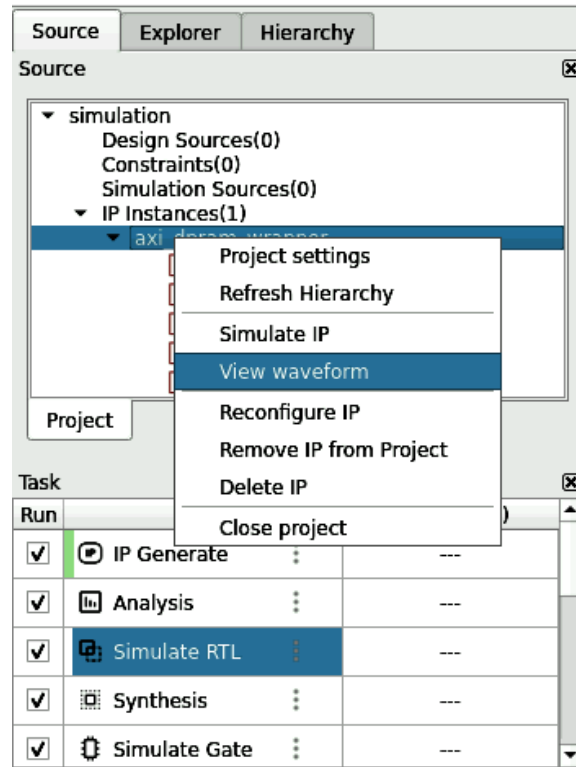 Source Explorer Hierarchy
Source
simulation
Design Sources(0)
Constraints(0)
Simulation Sources(0)
IP Instances(1)
axi_dpram_wrapper
Project settings
Refresh Hierarchy
Simulate IP
View waveform
Reconfigure IP
Project
Remove IP from Project
Delete IP
Task
Close project
Run )
IP Generate ---
Analysis ---
Simulate RTL ---
Synthesis ---
Simulate Gate ---